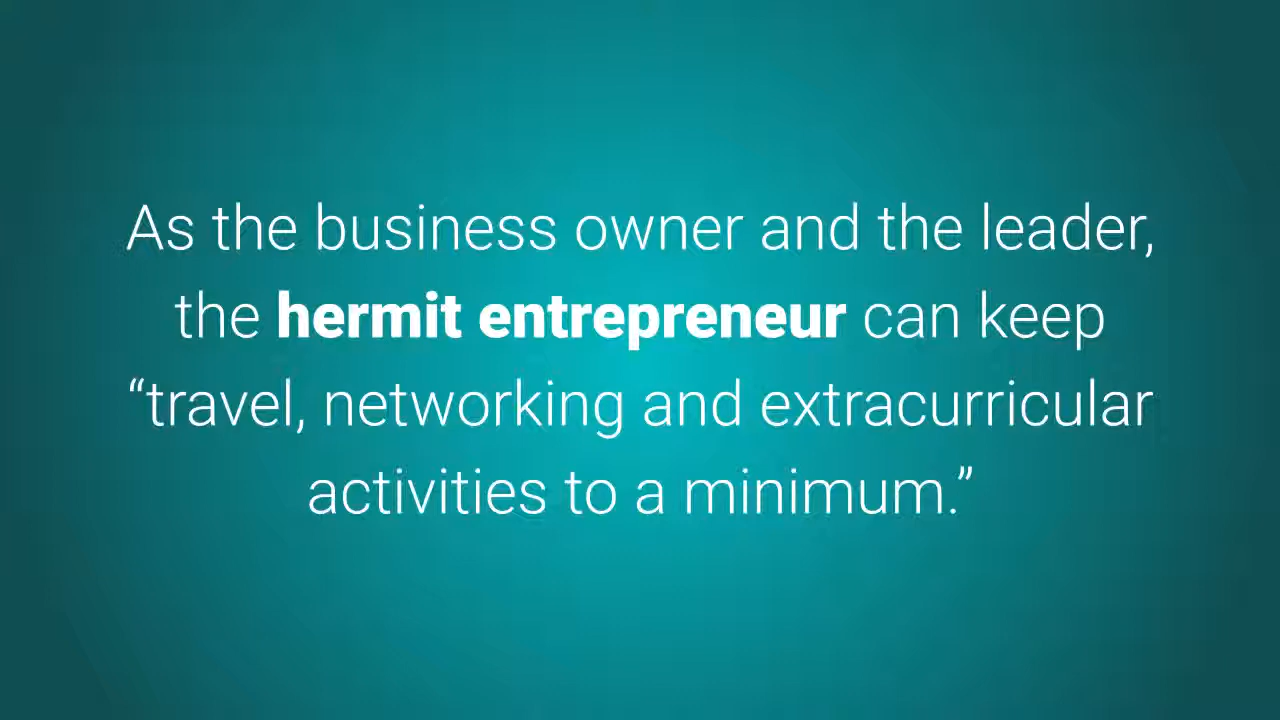 As the business owner and the leader,
the hermit entrepreneur can keep
“travel, networking and extracurricular
activities to a minimum.”